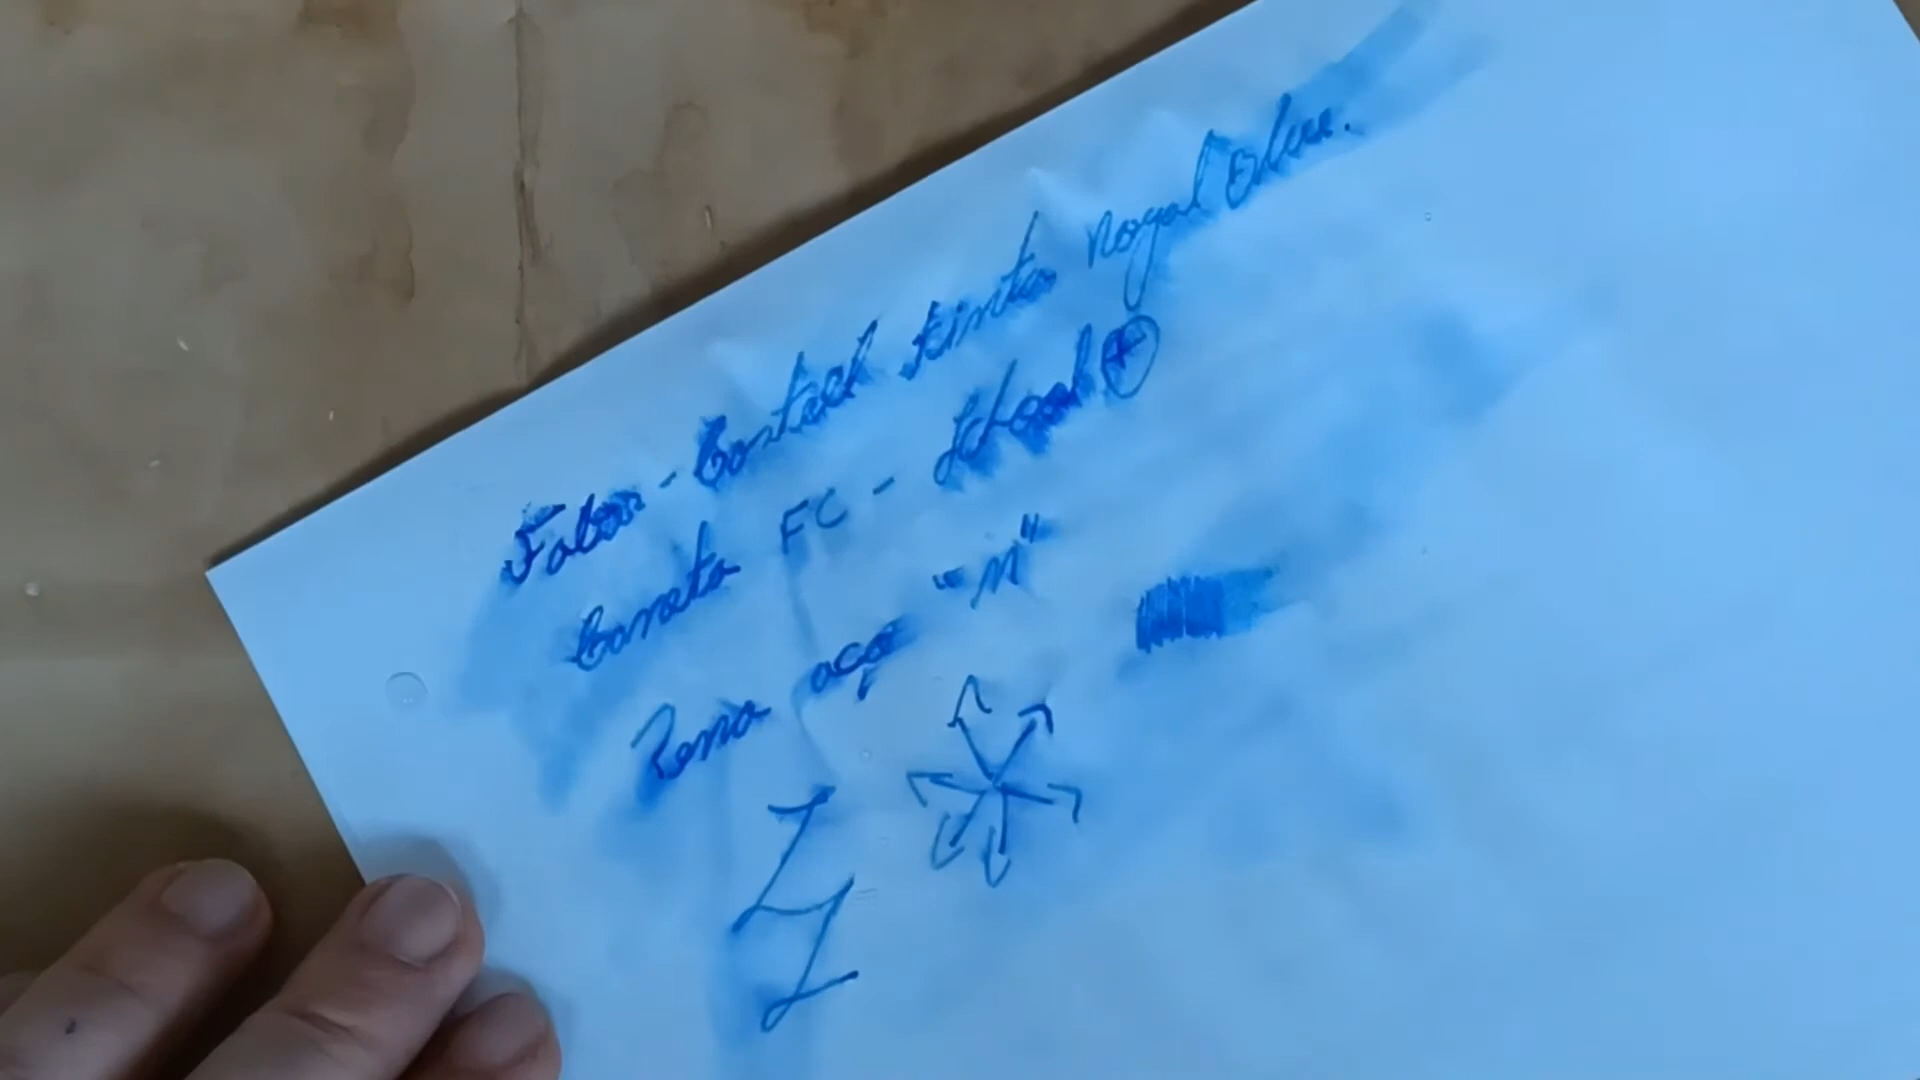 Faber-Castell tinta Royal Blue.
Caneta FC - School +
Pena aço "M"